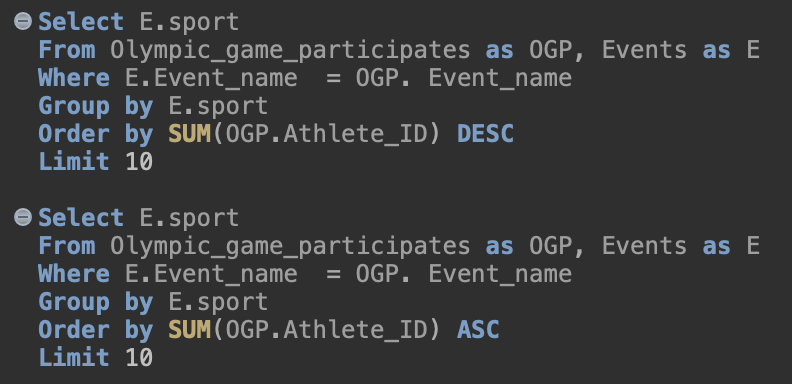 Select E.sport
From Olympic_game_participates as OGP, Events as E
Where E.Event_name  = OGP. Event_name
Group by E.sport
Order by SUM(OGP.Athlete_ID) DESC
Limit 10

Select E.sport
From Olympic_game_participates as OGP, Events as E
Where E.Event_name  = OGP. Event_name
Group by E.sport
Order by SUM(OGP.Athlete_ID) ASC
Limit 10